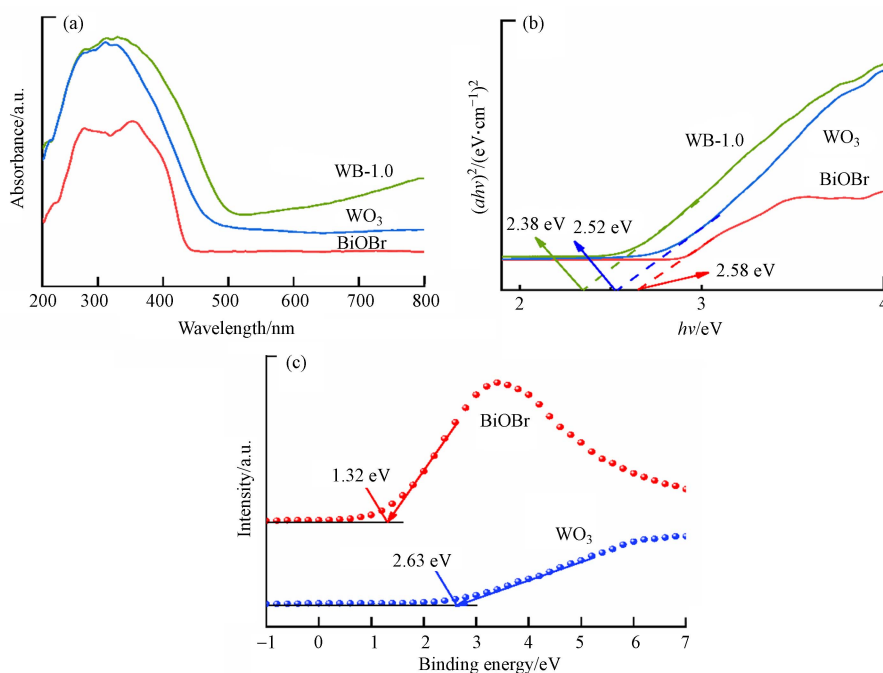 (a)
Absorbance/a.u.
WB-1.0
WO₃
BiOBr
200 300 400 500 600 700 800
Wavelength/nm
(b)
(ahv)²/(eV·cm⁻¹)²
WB-1.0
WO₃
BiOBr
2.38 eV
2.52 eV
2.58 eV
2 3 4
hv/eV
(c)
Intensity/a.u.
BiOBr
1.32 eV
WO₃
2.63 eV
−1 0 1 2 3 4 5 6 7
Binding energy/eV